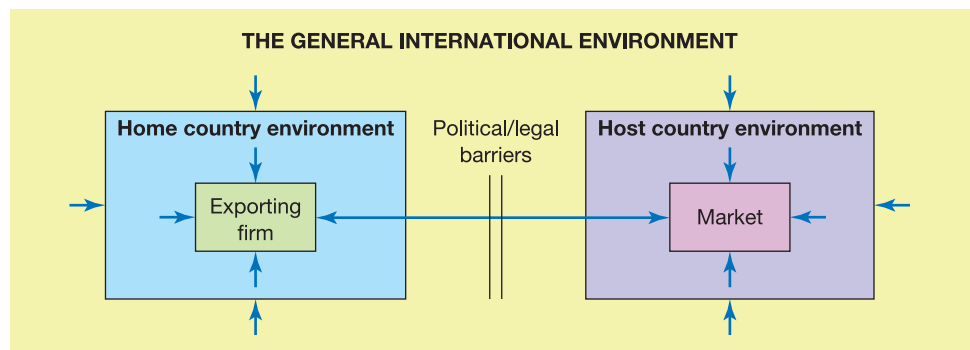 THE GENERAL INTERNATIONAL ENVIRONMENT
Home country environment
Political/legal
barriers
Host country environment
Exporting
firm
Market